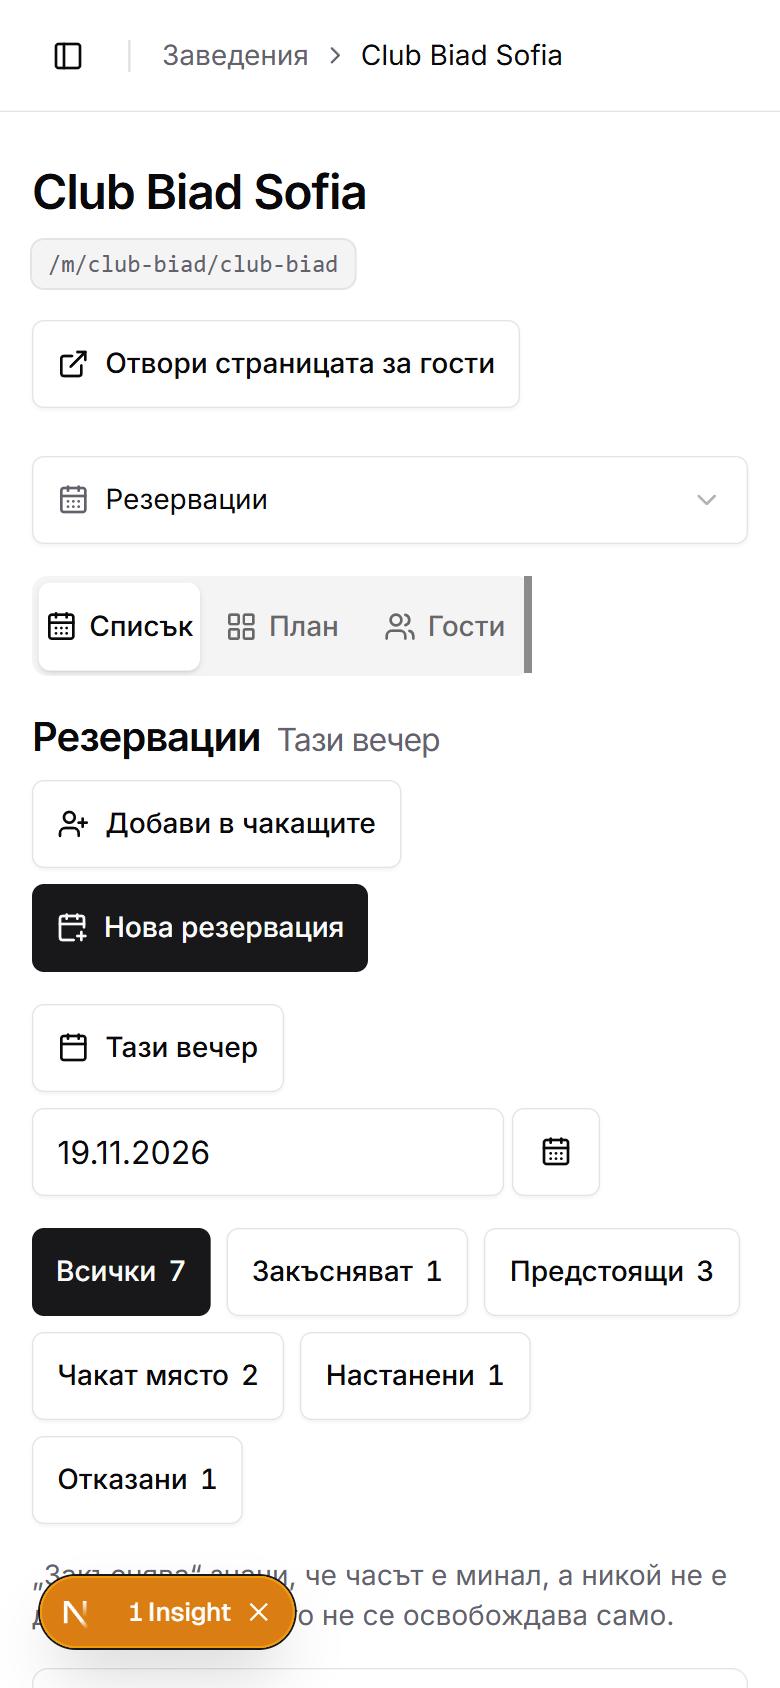 Заведения > Club Biad Sofia
Club Biad Sofia
/m/club-biad/club-biad
Отвори страницата за гости
Резервации
Списък План Гости
Резервации Тази вечер
Добави в чакащите
Нова резервация
Тази вечер
19.11.2026
Всички 7 Закъсняват 1 Предстоящи 3
Чакат място 2 Настанени 1
Отказани 1
„Закъснява“ значи, че часът е минал, а никой не е
не се освобождава само.
N 1 Insight